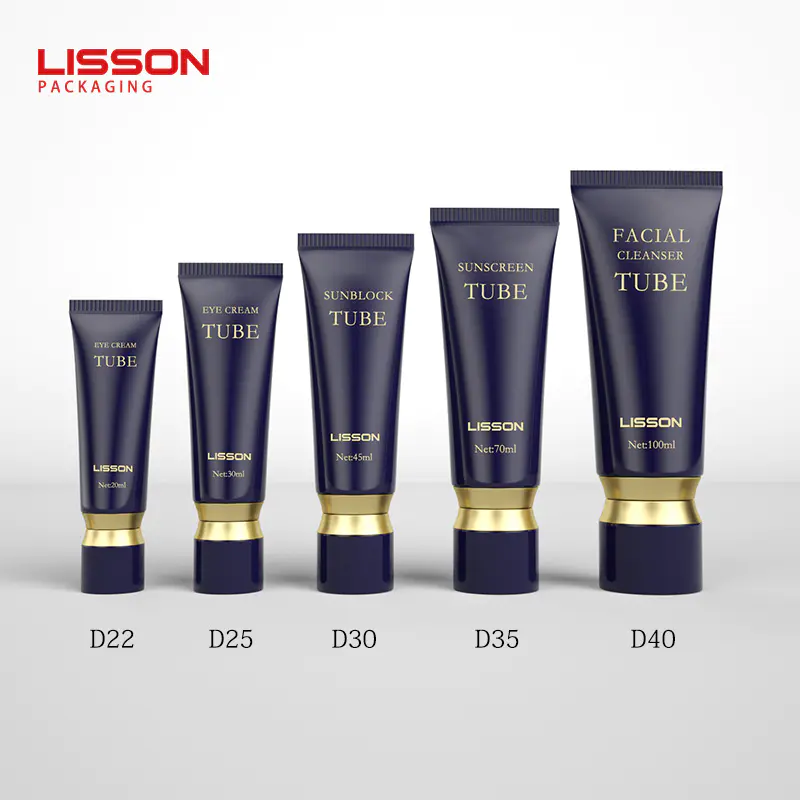 LISSON
PACKAGING
EYE CREAM
TUBE
LISSON
Net:20ml
EYE CREAM
TUBE
LISSON
Net:30ml
SUNBLOCK
TUBE
LISSON
Net:45ml
SUNSCREEN
TUBE
LISSON
Net:70ml
FACIAL
CLEANSER
TUBE
LISSON
Net:100ml
D22
D25
D30
D35
D40